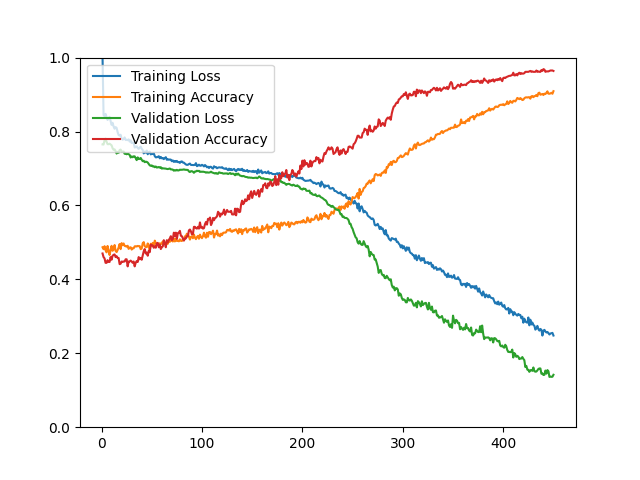 1.0
0.8
0.6
0.4
0.2
0.0
0 100 200 300 400
Training Loss
Training Accuracy
Validation Loss
Validation Accuracy